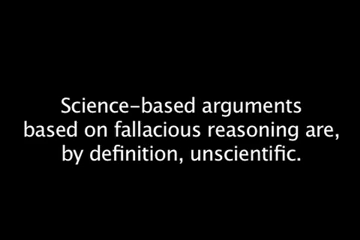 Science-based arguments
based on fallacious reasoning are,
by definition, unscientific.